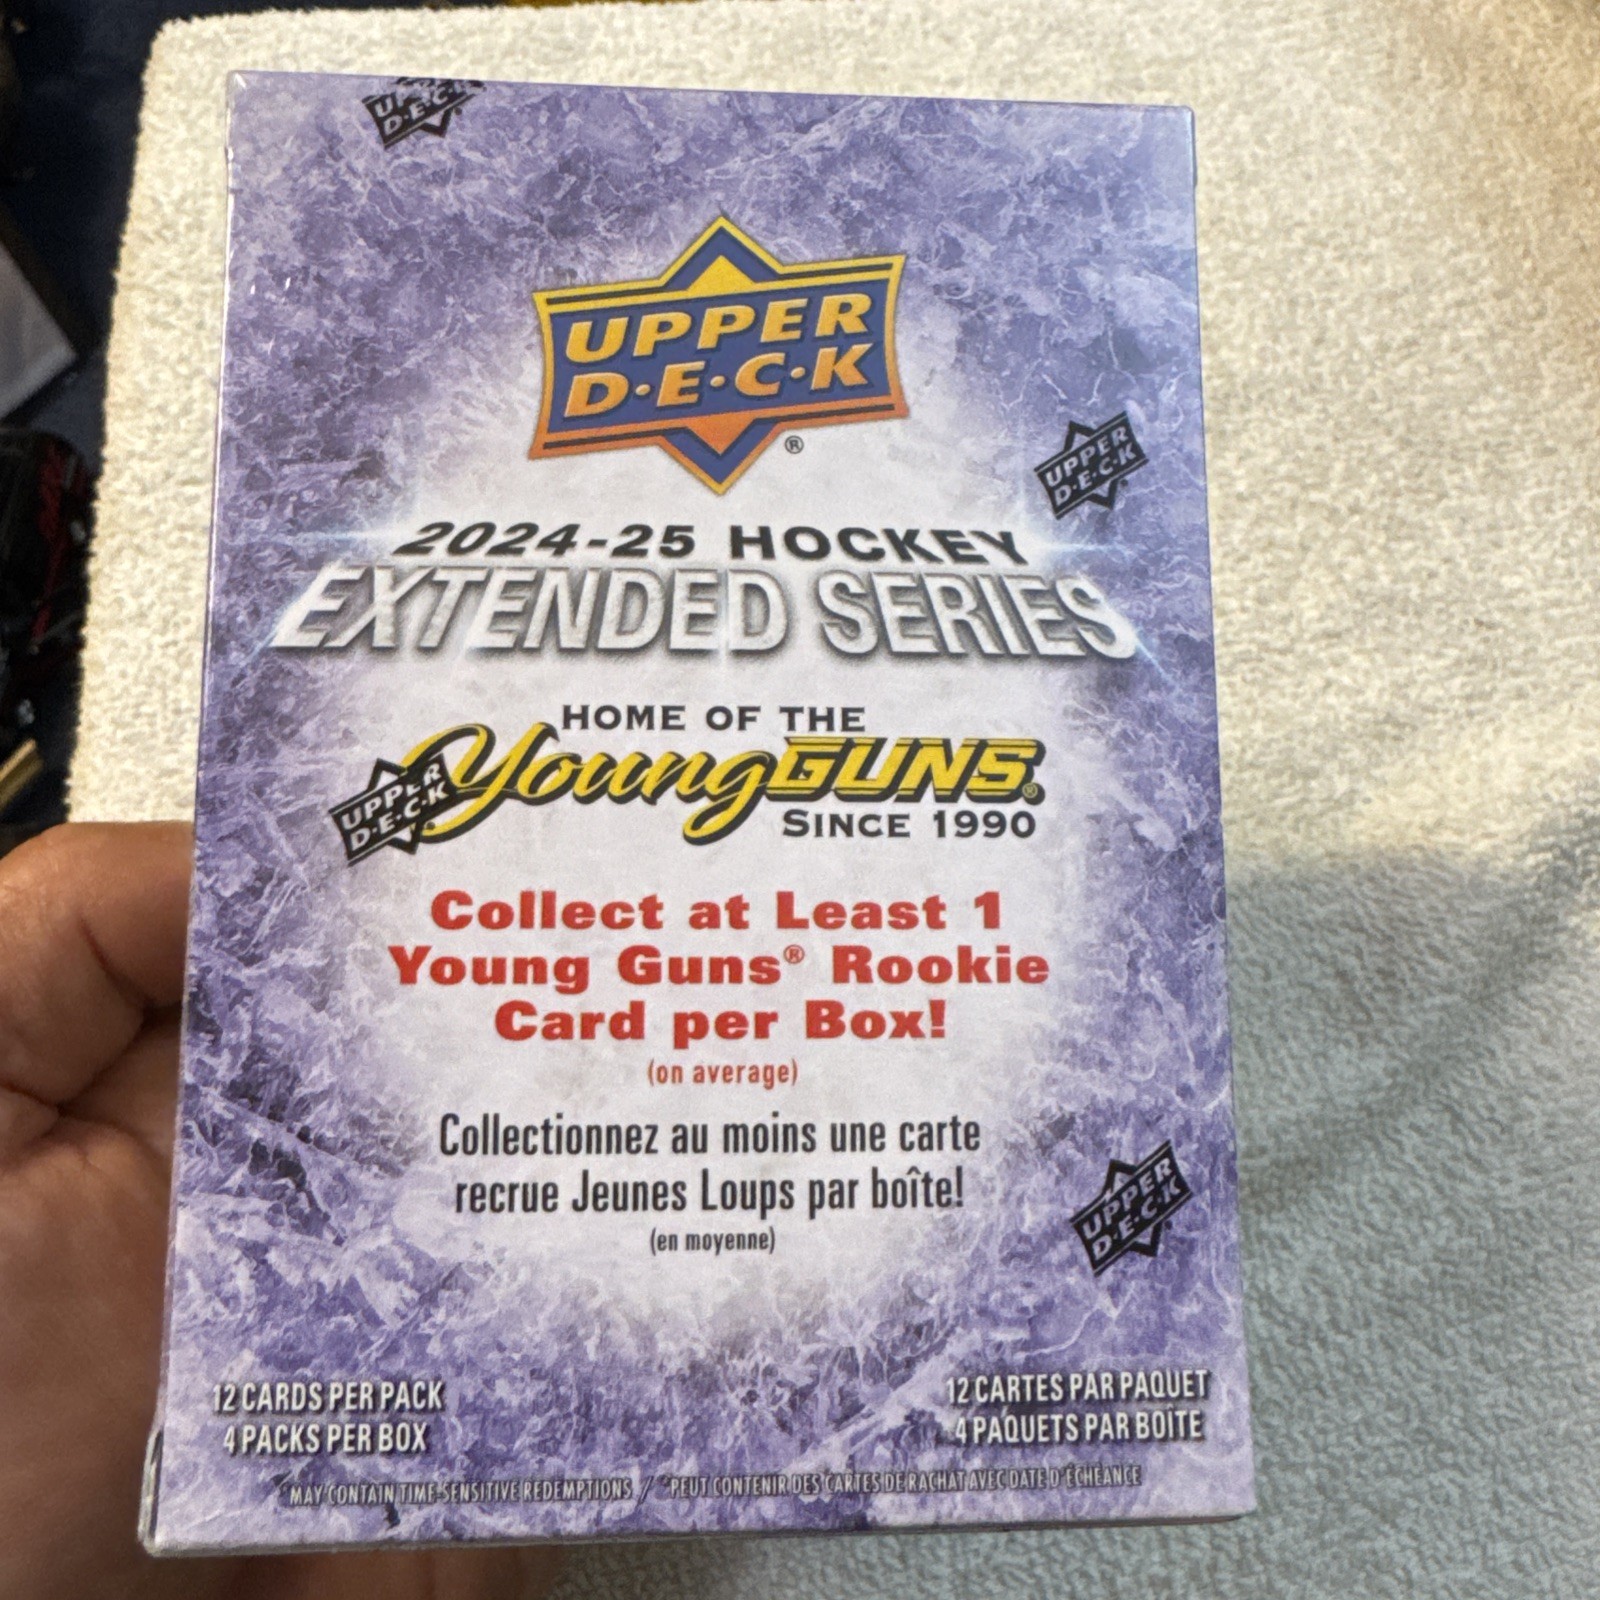 UPPER
D·E·C·K
UPPER
D·E·C·K®
UPPER
D·E·C·K
2024-25 HOCKEY
EXTENDED SERIES
HOME OF THE
Young GUNS®
SINCE 1990
UPPER
D·E·C·K
Collect at Least 1
Young Guns® Rookie
Card per Box!
(on average)
Collectionnez au moins une carte
recrue Jeunes Loups par boîte!
(en moyenne)
UPPER
D·E·C·K
12 CARDS PER PACK
4 PACKS PER BOX
12 CARTES PAR PAQUET
4 PAQUETS PAR BOÎTE
*MAY CONTAIN TIME-SENSITIVE REDEMPTIONS / *PEUT CONTENIR DES CARTES DE RACHAT AVEC DATE D'ÉCHÉANCE